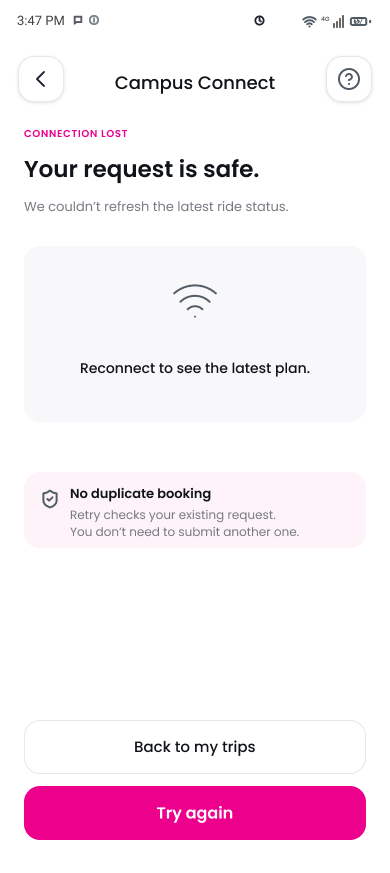 3:47 PM
4G
Campus Connect
CONNECTION LOST
Your request is safe.
We couldn’t refresh the latest ride status.
Reconnect to see the latest plan.
No duplicate booking
Retry checks your existing request.
You don’t need to submit another one.
Back to my trips
Try again